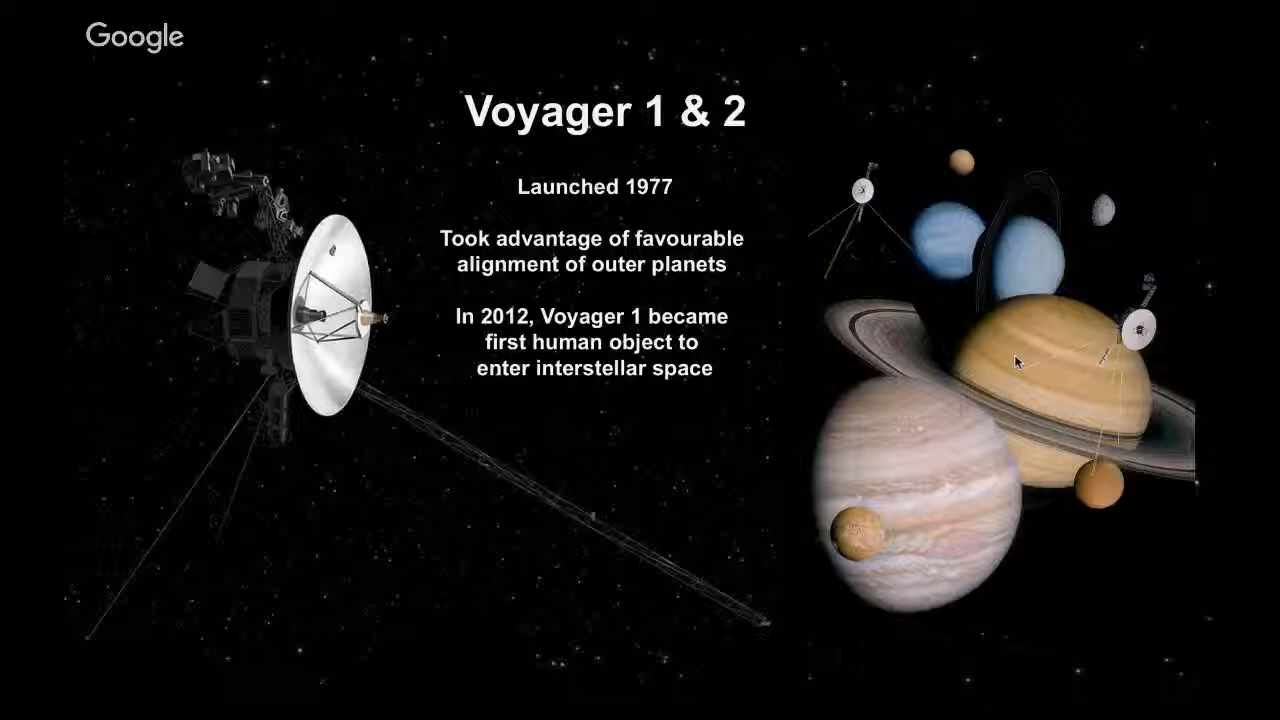 Google
Voyager 1 & 2
Launched 1977
Took advantage of favourable
alignment of outer planets
In 2012, Voyager 1 became
first human object to
enter interstellar space